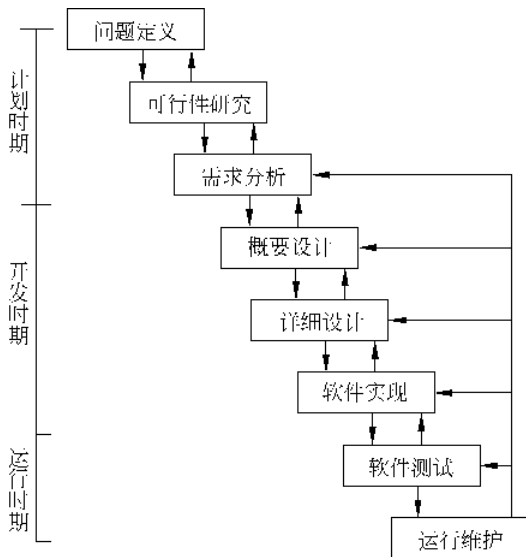 问题定义
可行性研究
需求分析
概要设计
详细设计
软件实现
软件测试
运行维护
计划时期
开发时期
运行时期